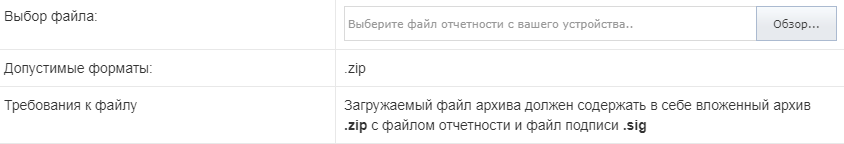 Выбор файла:
Выберите файл отчетности с вашего устройства..
Обзор...
Допустимые форматы:
.zip
Требования к файлу
Загружаемый файл архива должен содержать в себе вложенный архив
.zip с файлом отчетности и файл подписи .sig